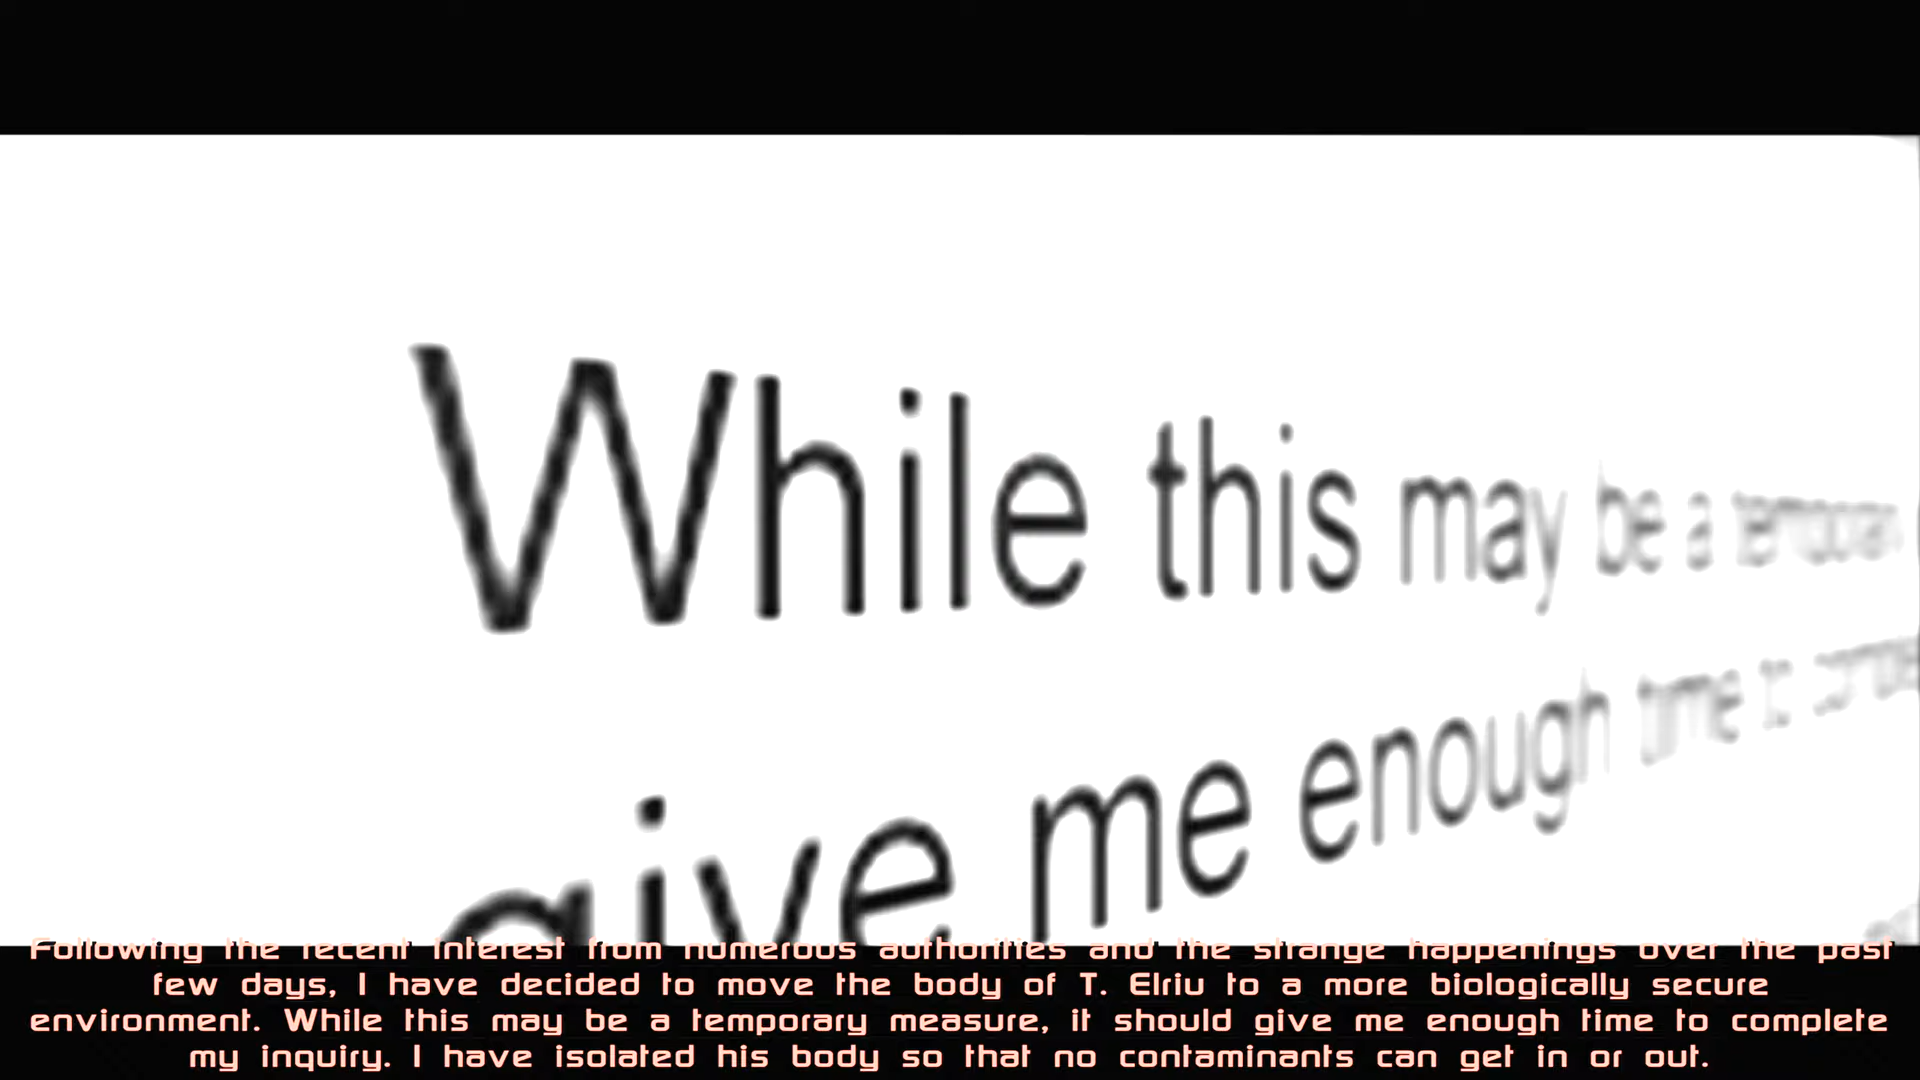 While this may be a temporary
give me enough time to
Following the recent interest from numerous authorities and the strange happenings over the past
few days, I have decided to move the body of T. Elriu to a more biologically secure
environment. While this may be a temporary measure, it should give me enough time to complete
my inquiry. I have isolated his body so that no contaminants can get in or out.